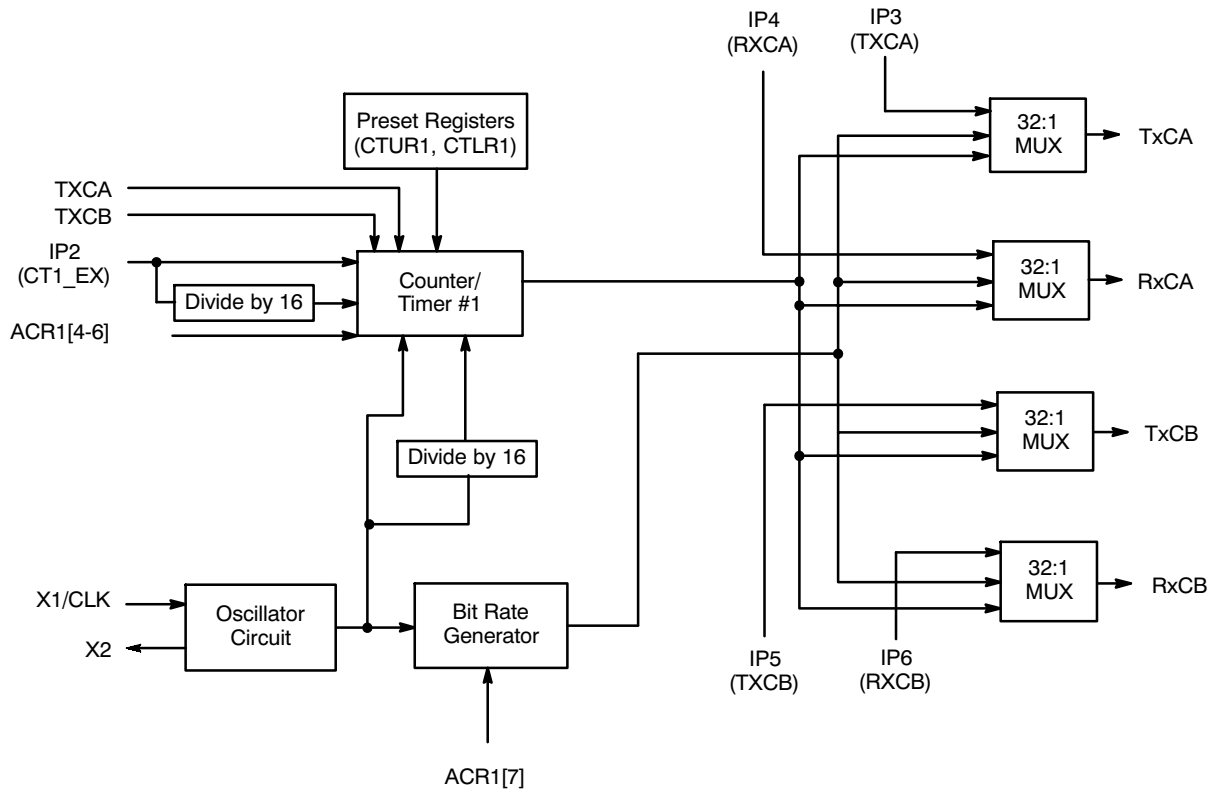 IP4
(RXCA)
IP3
(TXCA)
Preset Registers
(CTUR1, CTLR1)
32:1
MUX
TxCA
TXCA
TXCB
IP2
(CT1_EX)
Counter/
Timer #1
Divide by 16
ACR1[4-6]
32:1
MUX
RxCA
32:1
MUX
TxCB
Divide by 16
X1/CLK
X2
Oscillator
Circuit
Bit Rate
Generator
32:1
MUX
RxCB
IP5
(TXCB)
IP6
(RXCB)
ACR1[7]